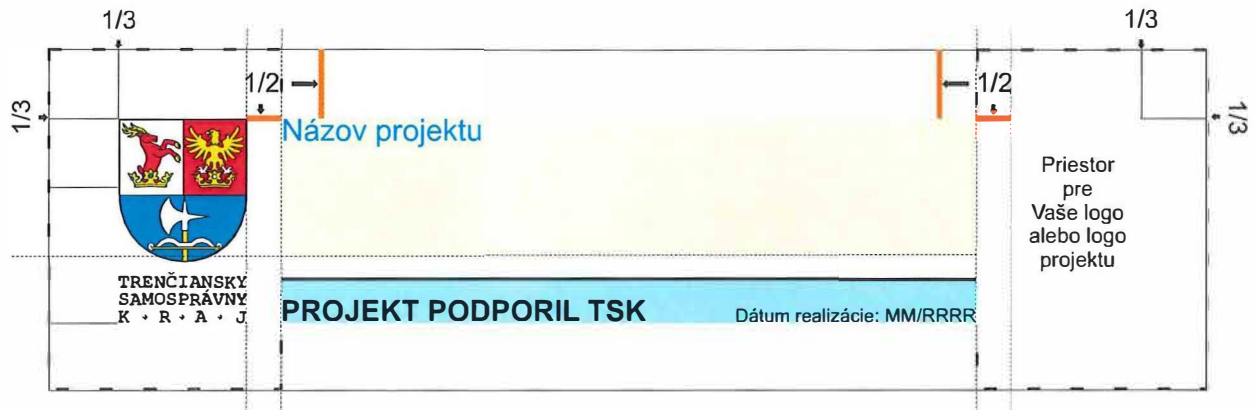 1/3
1/3
1/2
1/2
1/3
1/3
Názov projektu
Priestor
pre
Vaše logo
alebo logo
projektu
TRENČIANSKY
SAMOSPRÁVNY
K • R • A • J
PROJEKT PODPORIL TSK
Dátum realizácie: MM/RRRR